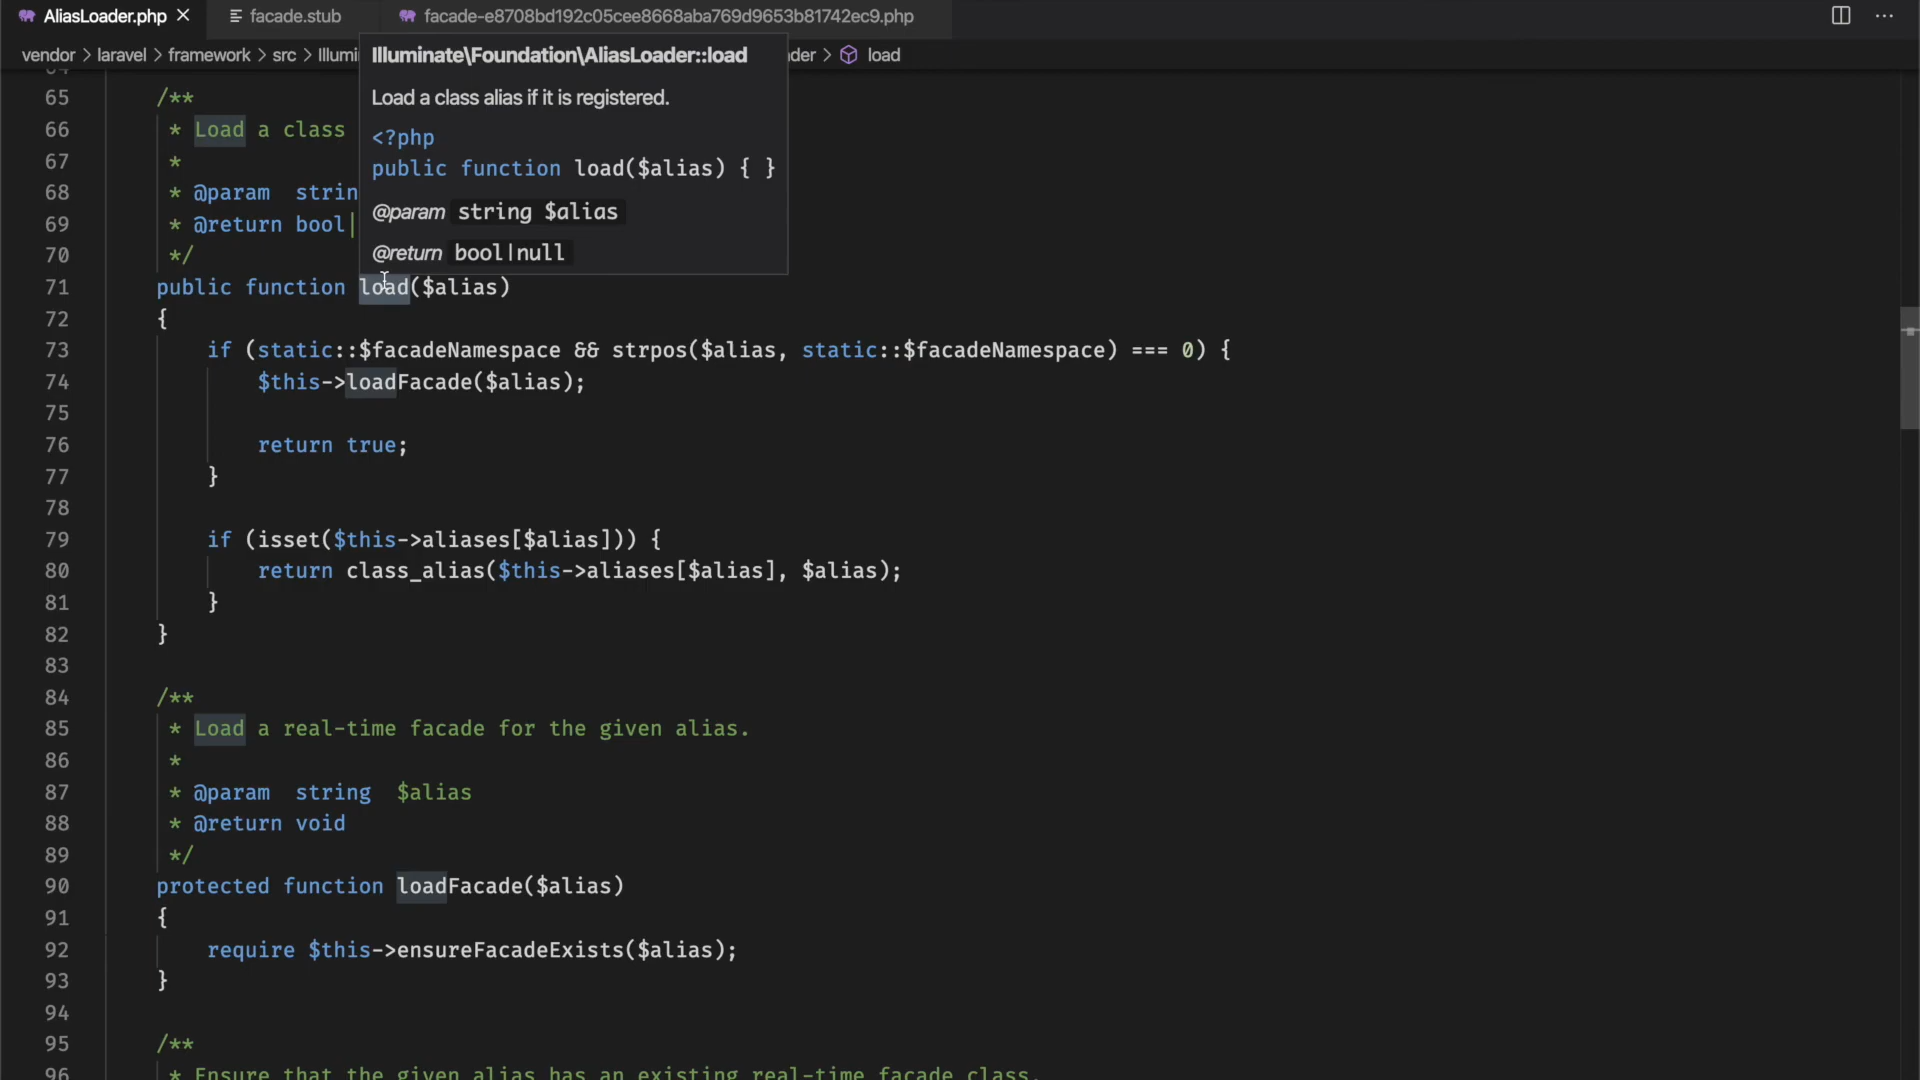 AliasLoader.php
facade.stub
facade-e8708bd192c05cee8668aba769d9653b81742ec9.php
vendor > laravel > framework > src > Illumi
der > load
Illuminate\Foundation\AliasLoader::load
Load a class alias if it is registered.
<?php
public function load($alias) { }
@param string $alias
@return bool|null
64
65 /**
66 * Load a class
67 *
68 * @param  strin
69 * @return bool|
70 */
71 public function load($alias)
72 {
73 if (static::$facadeNamespace && strpos($alias, static::$facadeNamespace) === 0) {
74 $this->loadFacade($alias);
75
76 return true;
77 }
78
79 if (isset($this->aliases[$alias])) {
80 return class_alias($this->aliases[$alias], $alias);
81 }
82 }
83
84 /**
85 * Load a real-time facade for the given alias.
86 *
87 * @param  string  $alias
88 * @return void
89 */
90 protected function loadFacade($alias)
91 {
92 require $this->ensureFacadeExists($alias);
93 }
94
95 /**
96 * Ensure that the given alias has an existing real-time facade class.